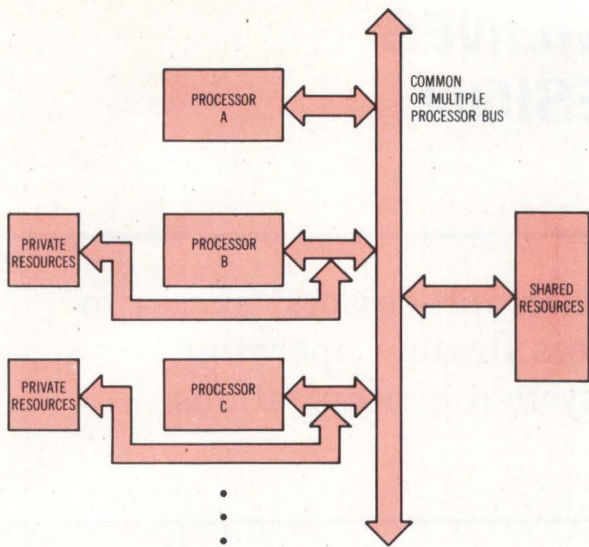 PROCESSOR
A
COMMON
OR MULTIPLE
PROCESSOR BUS
PRIVATE
RESOURCES
PROCESSOR
B
SHARED
RESOURCES
PRIVATE
RESOURCES
PROCESSOR
C